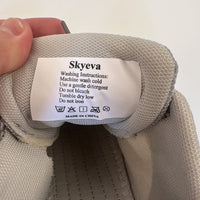 Skyeva
Washing Instructions:
Machine wash cold
Use a gentle detergent
Do not bleach
Tumble dry low
Do not iron
MADE IN CHINA